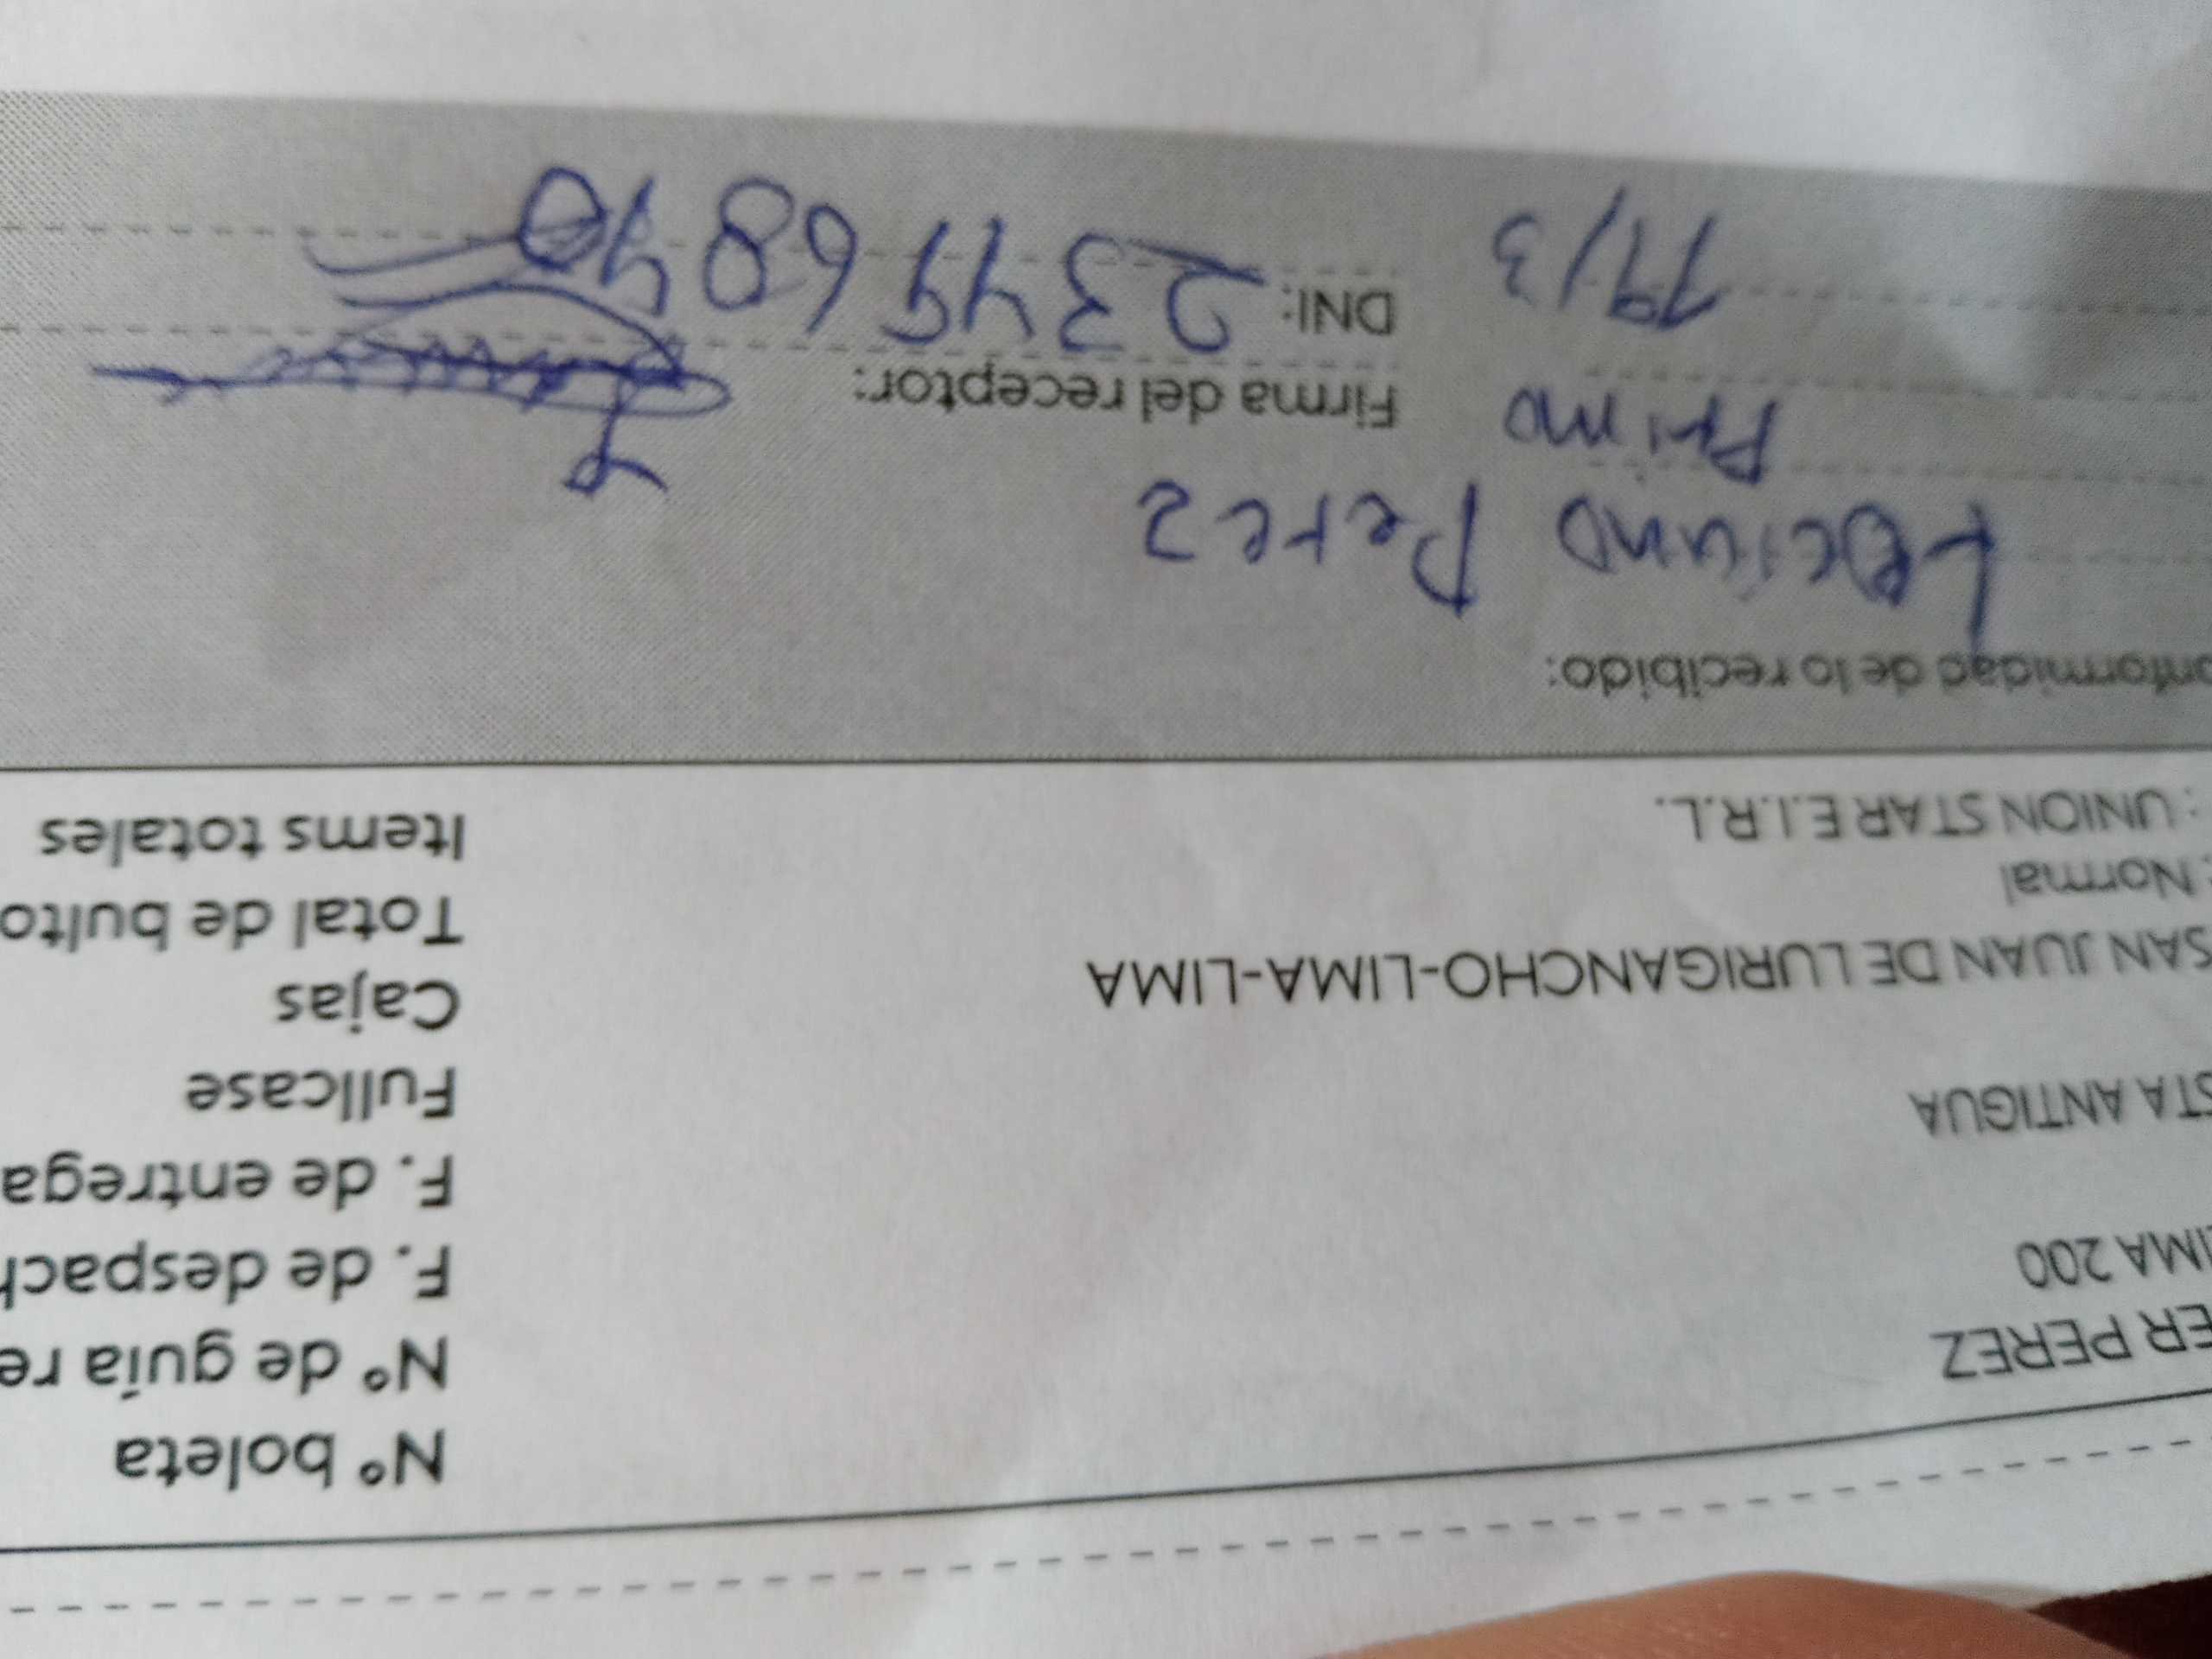 N° boleta
ER PEREZ N° de guía re
IMA 200 F. de despach
F. de entrega
STA ANTIGUA Fullcase
Cajas
SAN JUAN DE LURIGANCHO-LIMA-LIMA
: Normal Total de bulto
: UNION STAR E.I.R.L. Items totales
onformidad de lo recibido:
Perez
Primo Firma del receptor:
19/3 DNI: